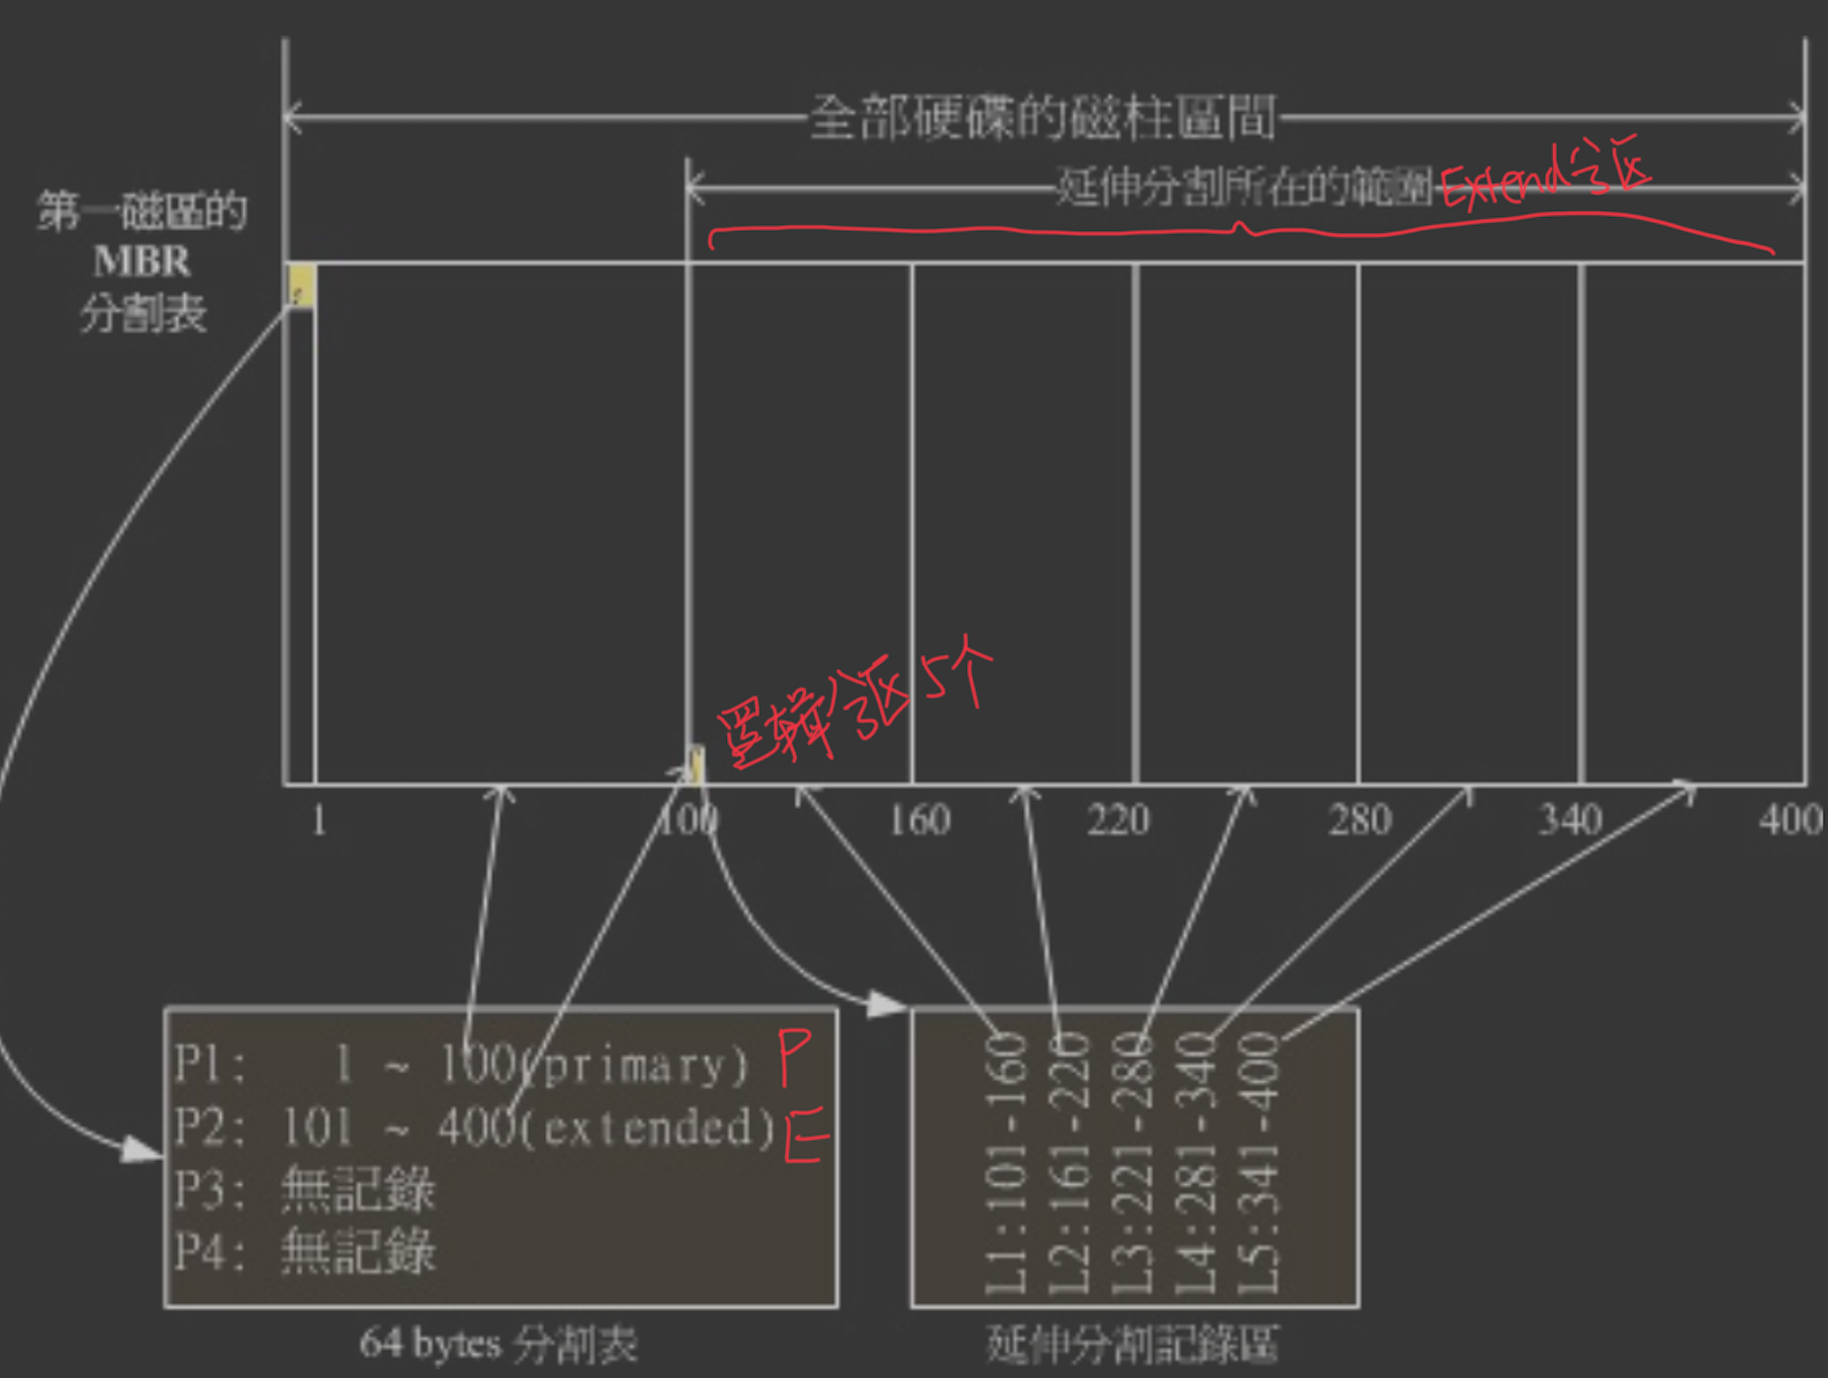 全部硬碟的磁柱區間
延伸分割所在的範圍 Extend分区
第一磁區的
MBR
分割表
逻辑分区5个
1 100 160 220 280 340 400
P1: 1 ~ 100(primary) P
P2: 101 ~ 400(extended) E
P3: 無記錄
P4: 無記錄
L1:101-160
L2:161-220
L3:221-280
L4:281-340
L5:341-400
64 bytes 分割表
延伸分割記錄區